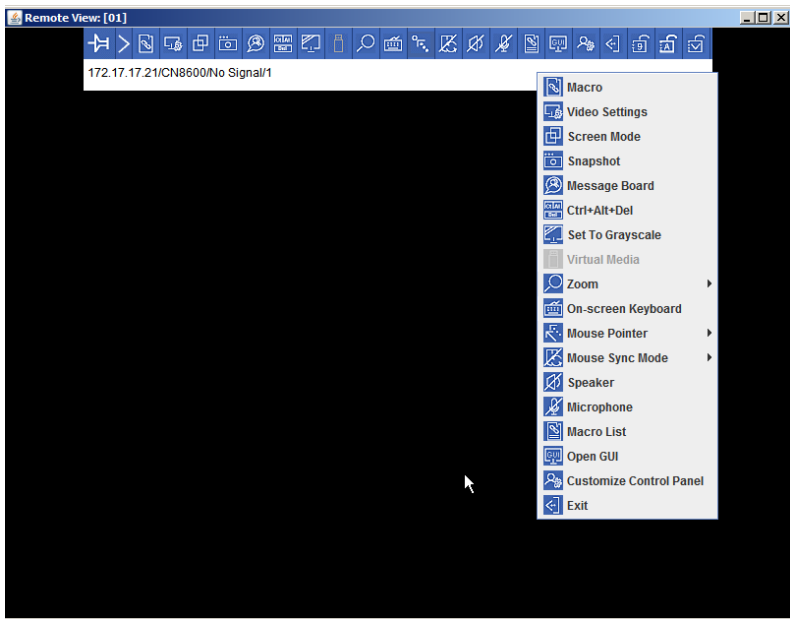 Remote View: [01]
172.17.17.21/CN8600/No Signal/1
Macro
Video Settings
Screen Mode
Snapshot
Message Board
Ctrl+Alt+Del
Set To Grayscale
Virtual Media
Zoom
On-screen Keyboard
Mouse Pointer
Mouse Sync Mode
Speaker
Microphone
Macro List
GUI Open GUI
Customize Control Panel
Exit